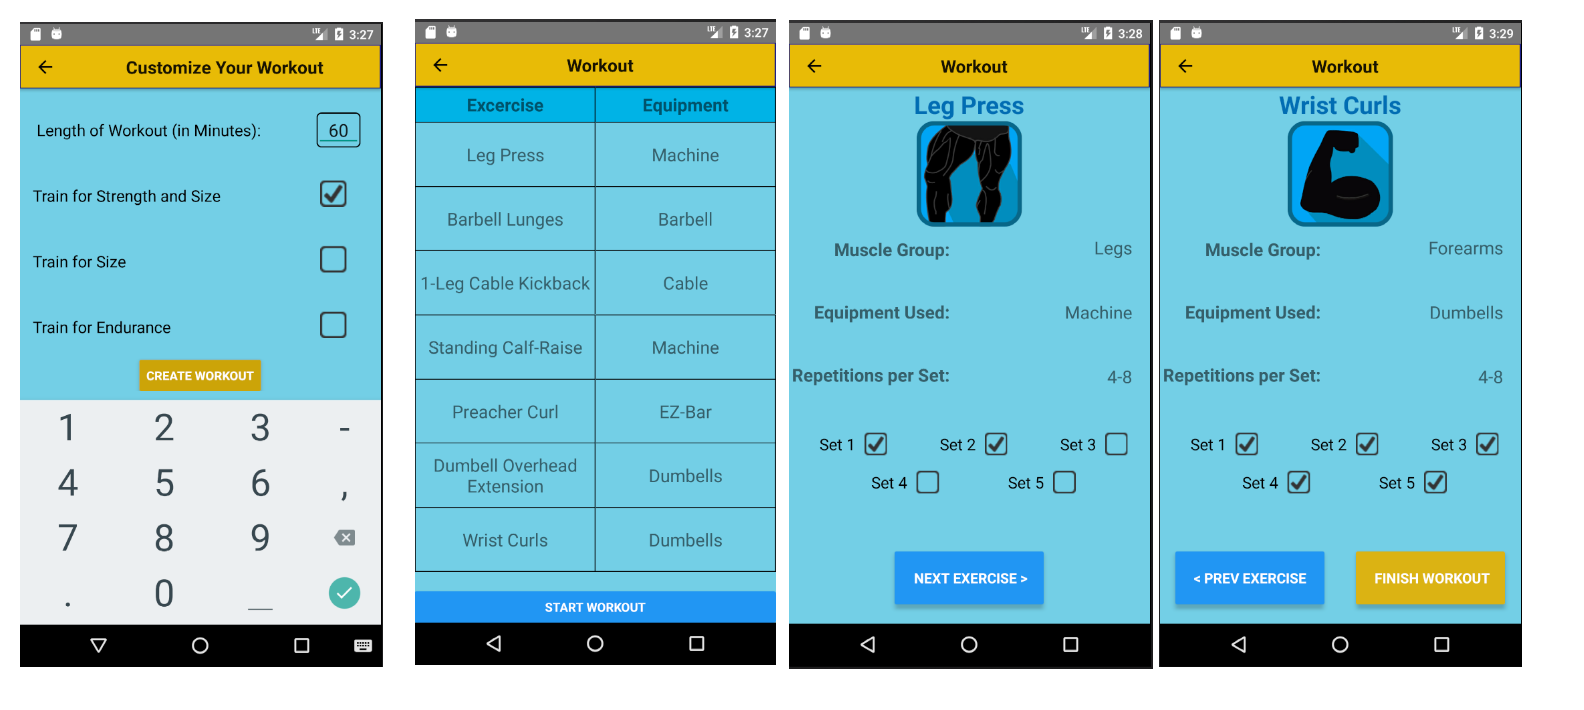 LTE 3:27
Customize Your Workout
Length of Workout (in Minutes): 60
Train for Strength and Size
Train for Size
Train for Endurance
CREATE WORKOUT
1 2 3 -
4 5 6 ,
7 8 9
. 0 _
LTE 3:27
Workout
Excercise Equipment
Leg Press Machine
Barbell Lunges Barbell
1-Leg Cable Kickback Cable
Standing Calf-Raise Machine
Preacher Curl EZ-Bar
Dumbell Overhead
Extension Dumbells
Wrist Curls Dumbells
START WORKOUT
LTE 3:28
Workout
Leg Press
Muscle Group: Legs
Equipment Used: Machine
Repetitions per Set: 4-8
Set 1 Set 2 Set 3
Set 4 Set 5
NEXT EXERCISE >
LTE 3:29
Workout
Wrist Curls
Muscle Group: Forearms
Equipment Used: Dumbells
Repetitions per Set: 4-8
Set 1 Set 2 Set 3
Set 4 Set 5
< PREV EXERCISE FINISH WORKOUT